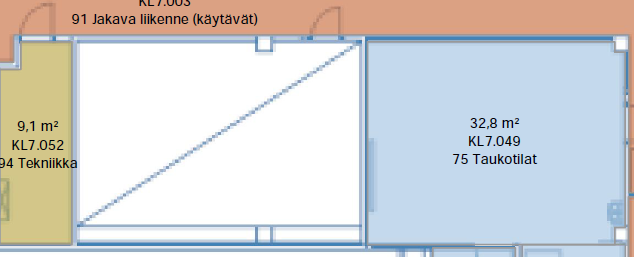 KL7.003
91 Jakava liikenne (käytävät)
9,1 m²
KL7.052
94 Tekniikka
32,8 m²
KL7.049
75 Taukotilat